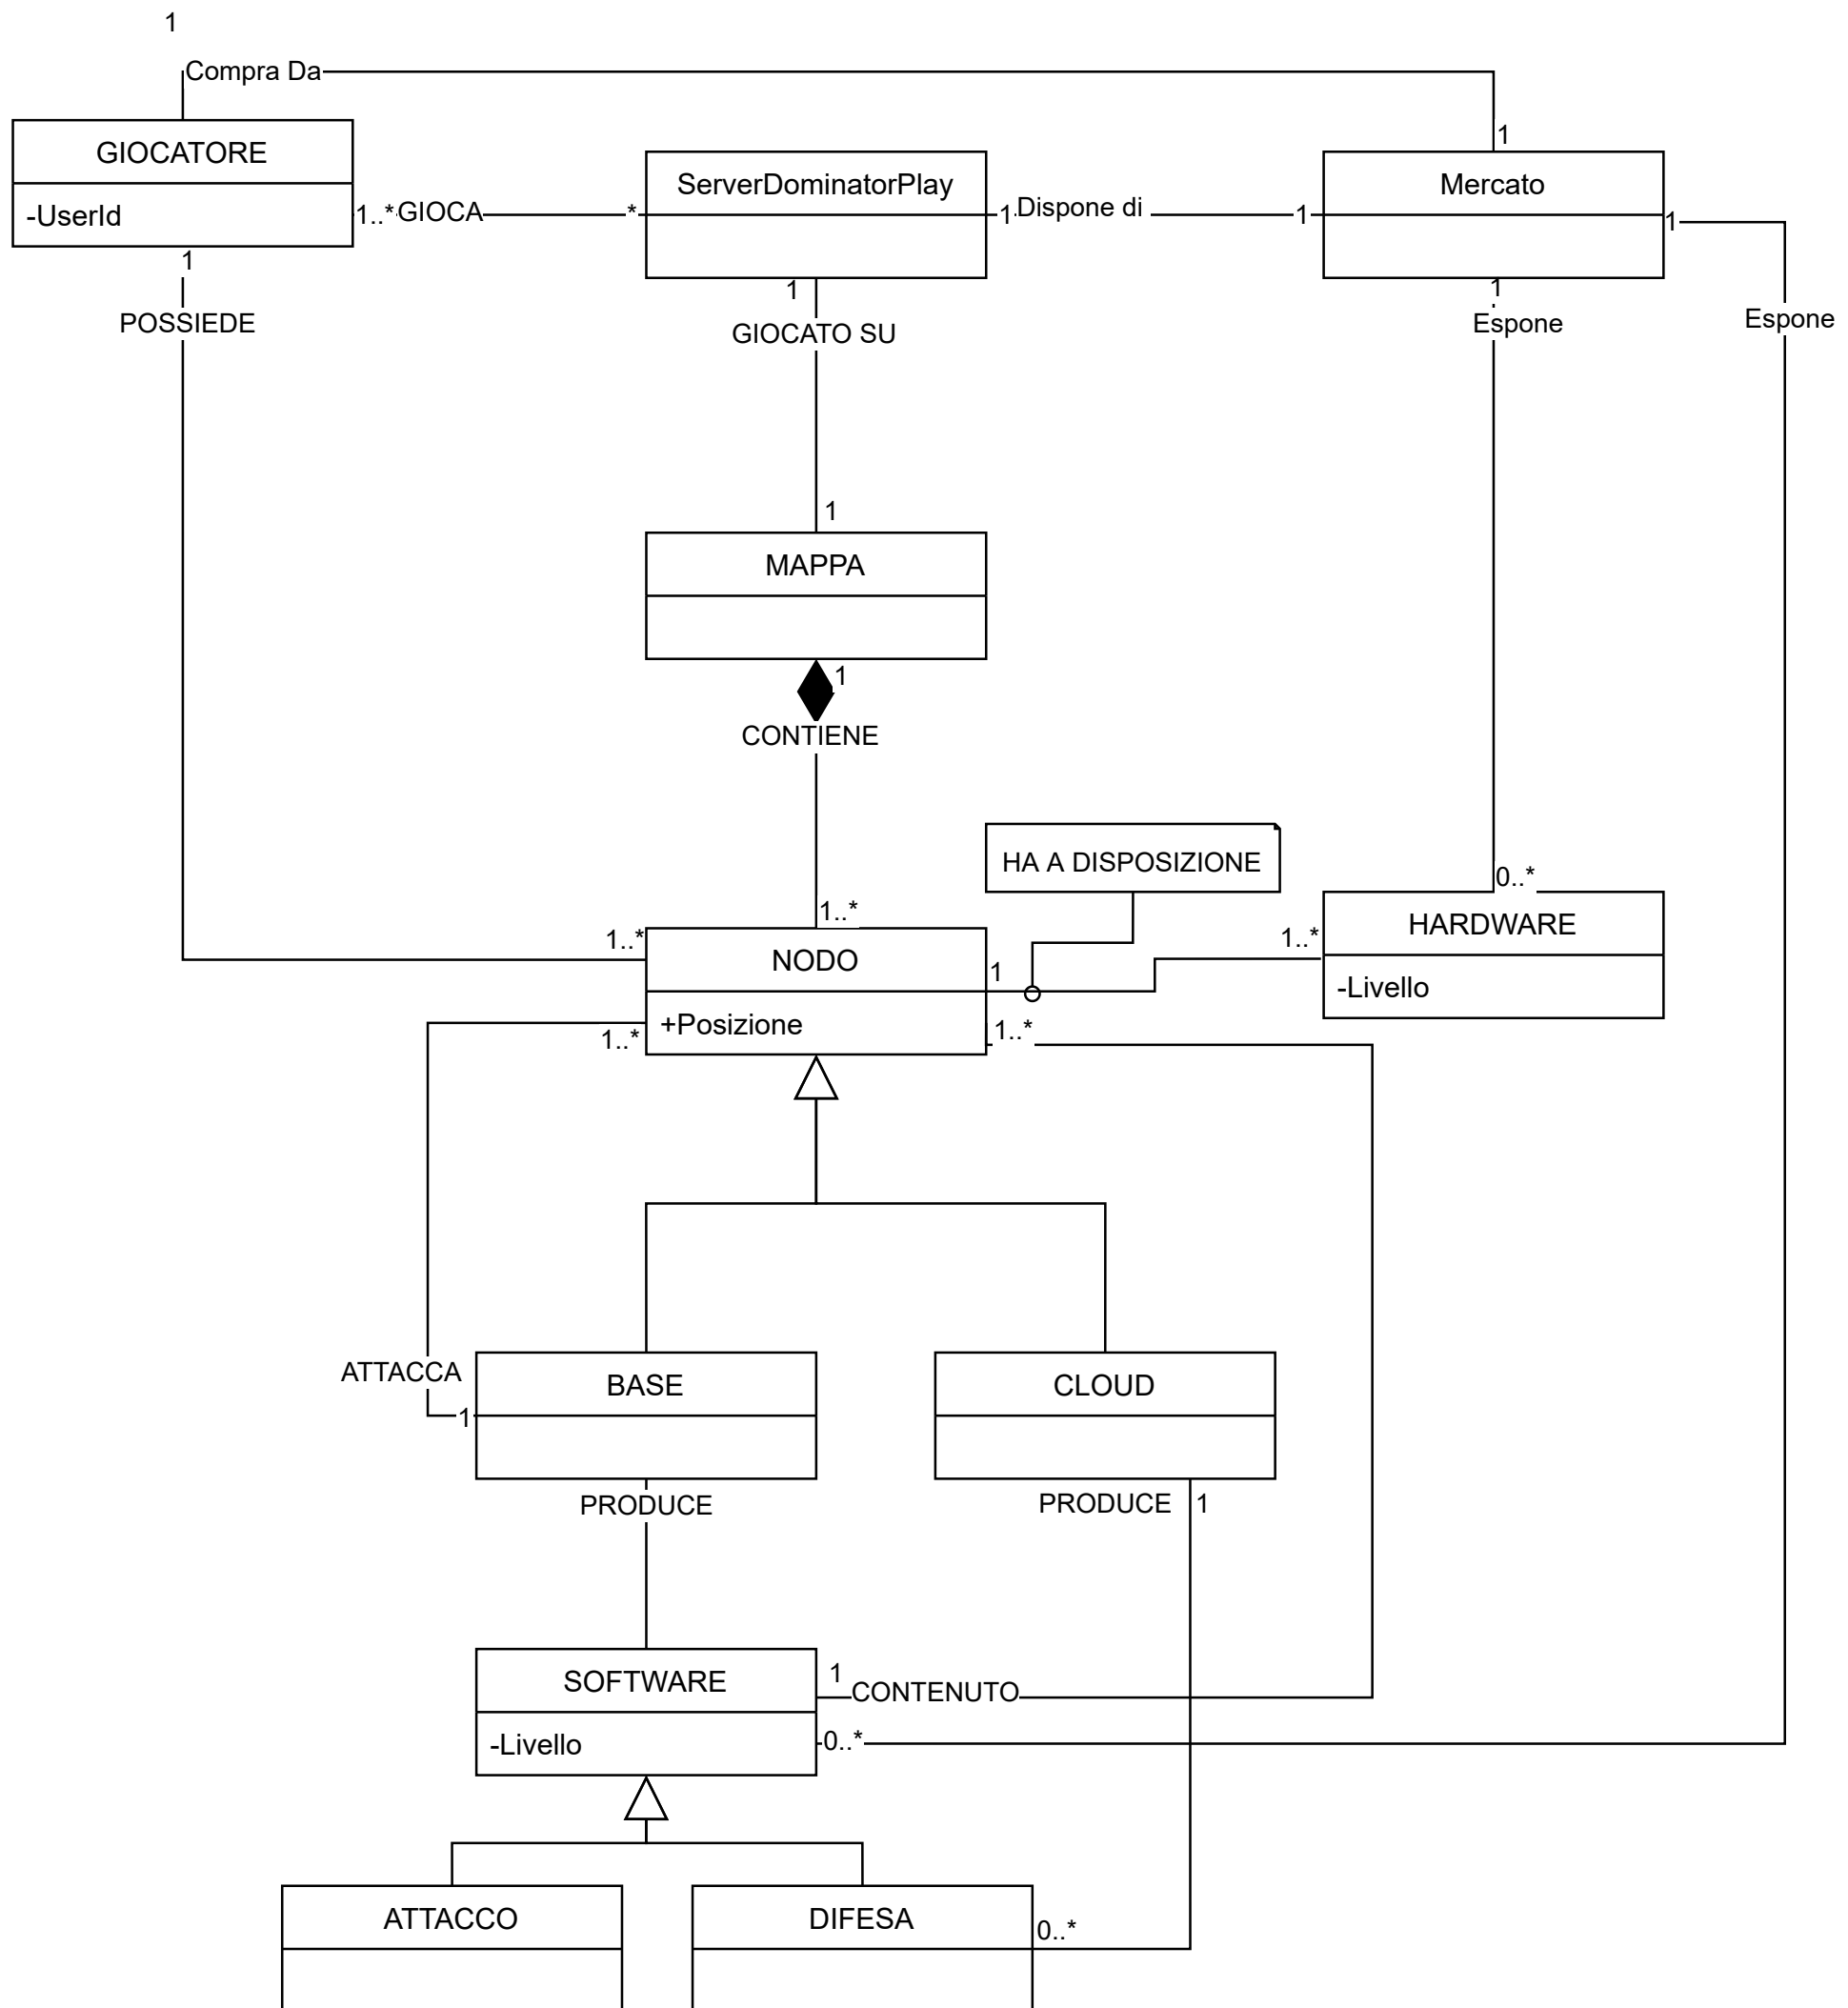 1
Compra Da
1
GIOCATORE
-UserId
1..*
GIOCA
*
ServerDominatorPlay
1
Dispone di
1
Mercato
1
1
POSSIEDE
1
GIOCATO SU
1
Espone
Espone
1
MAPPA
1
CONTIENE
HA A DISPOSIZIONE
0..*
1..*
1..*
NODO
+Posizione
1
1..*
HARDWARE
-Livello
1..*
1..*
ATTACCA
1
BASE
CLOUD
PRODUCE
PRODUCE
1
SOFTWARE
-Livello
1
CONTENUTO
0..*
ATTACCO
DIFESA
0..*